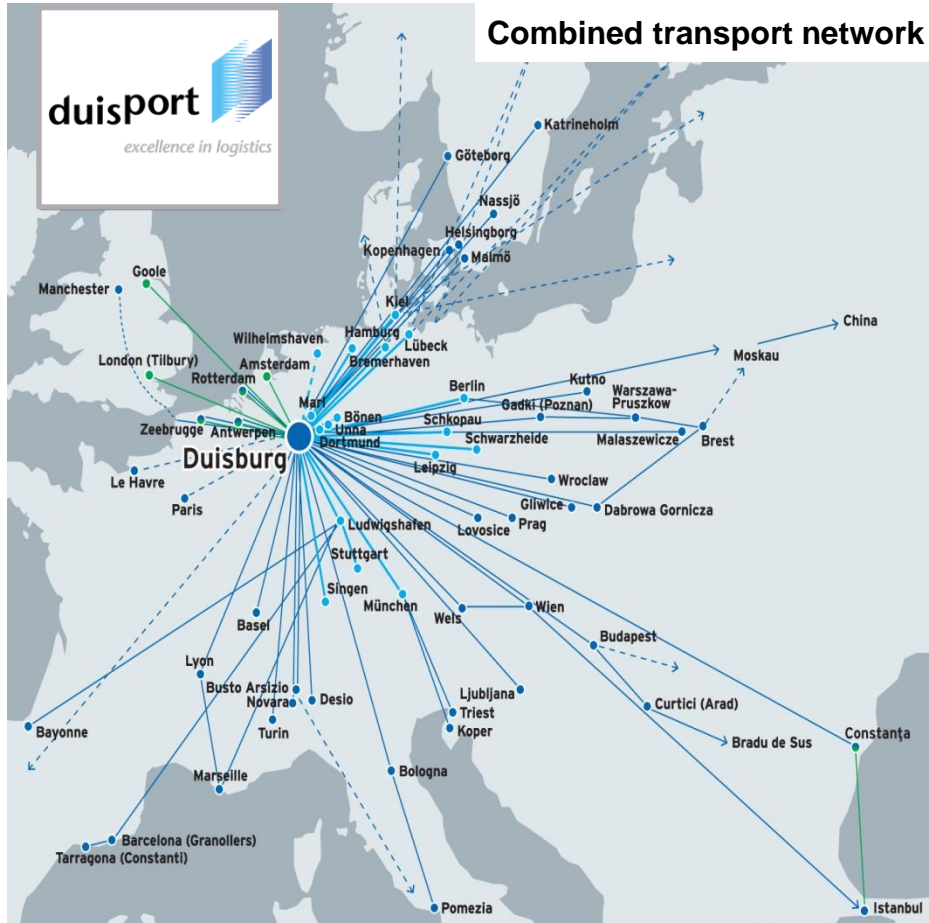 Combined transport network
duisport
excellence in logistics
Katrineholm
Göteborg
Nassjö
Helsingborg
Kopenhagen
Malmö
Goole
Manchester
Kiel
China
Hamburg
Wilhelmshaven
Lübeck
Moskau
London (Tilbury)
Amsterdam
Bremerhaven
Rotterdam
Berlin
Kutno
Warszawa-
Pruszkow
Marl
Bönen
Gadki (Poznan)
Schkopau
Zeebrugge
Antwerpen
Unna
Dortmund
Schwarzheide
Malaszewicze
Brest
Duisburg
Leipzig
Le Havre
Wroclaw
Paris
Gliwice
Dabrowa Gornicza
Ludwigshafen
Lovosice
Prag
Stuttgart
Singen
München
Basel
Wels
Wien
Budapest
Lyon
Busto Arsizio
Novara
Desio
Ljubljana
Triest
Koper
Curtici (Arad)
Turin
Bayonne
Bradu de Sus
Constanţa
Marseille
Bologna
Barcelona (Granollers)
Tarragona (Constanti)
Pomezia
Istanbul